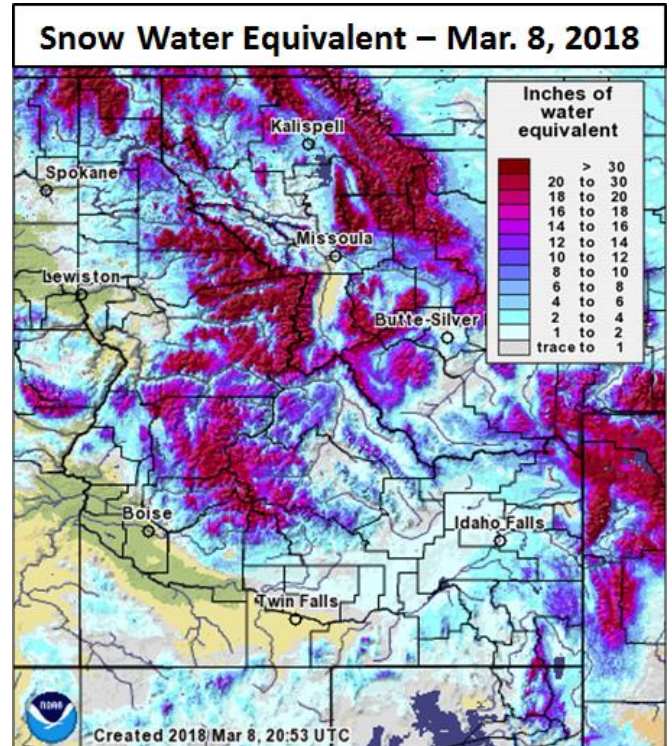 Snow Water Equivalent – Mar. 8, 2018
Inches of
water
equivalent
> 30
20 to 30
18 to 20
16 to 18
14 to 16
12 to 14
10 to 12
8 to 10
6 to 8
4 to 6
2 to 4
1 to 2
trace to 1
Kalispell
Spokane
Missoula
Lewiston
Butte-Silver
Boise
Idaho Falls
Twin Falls
NOAA
Created 2018 Mar 8, 20:53 UTC